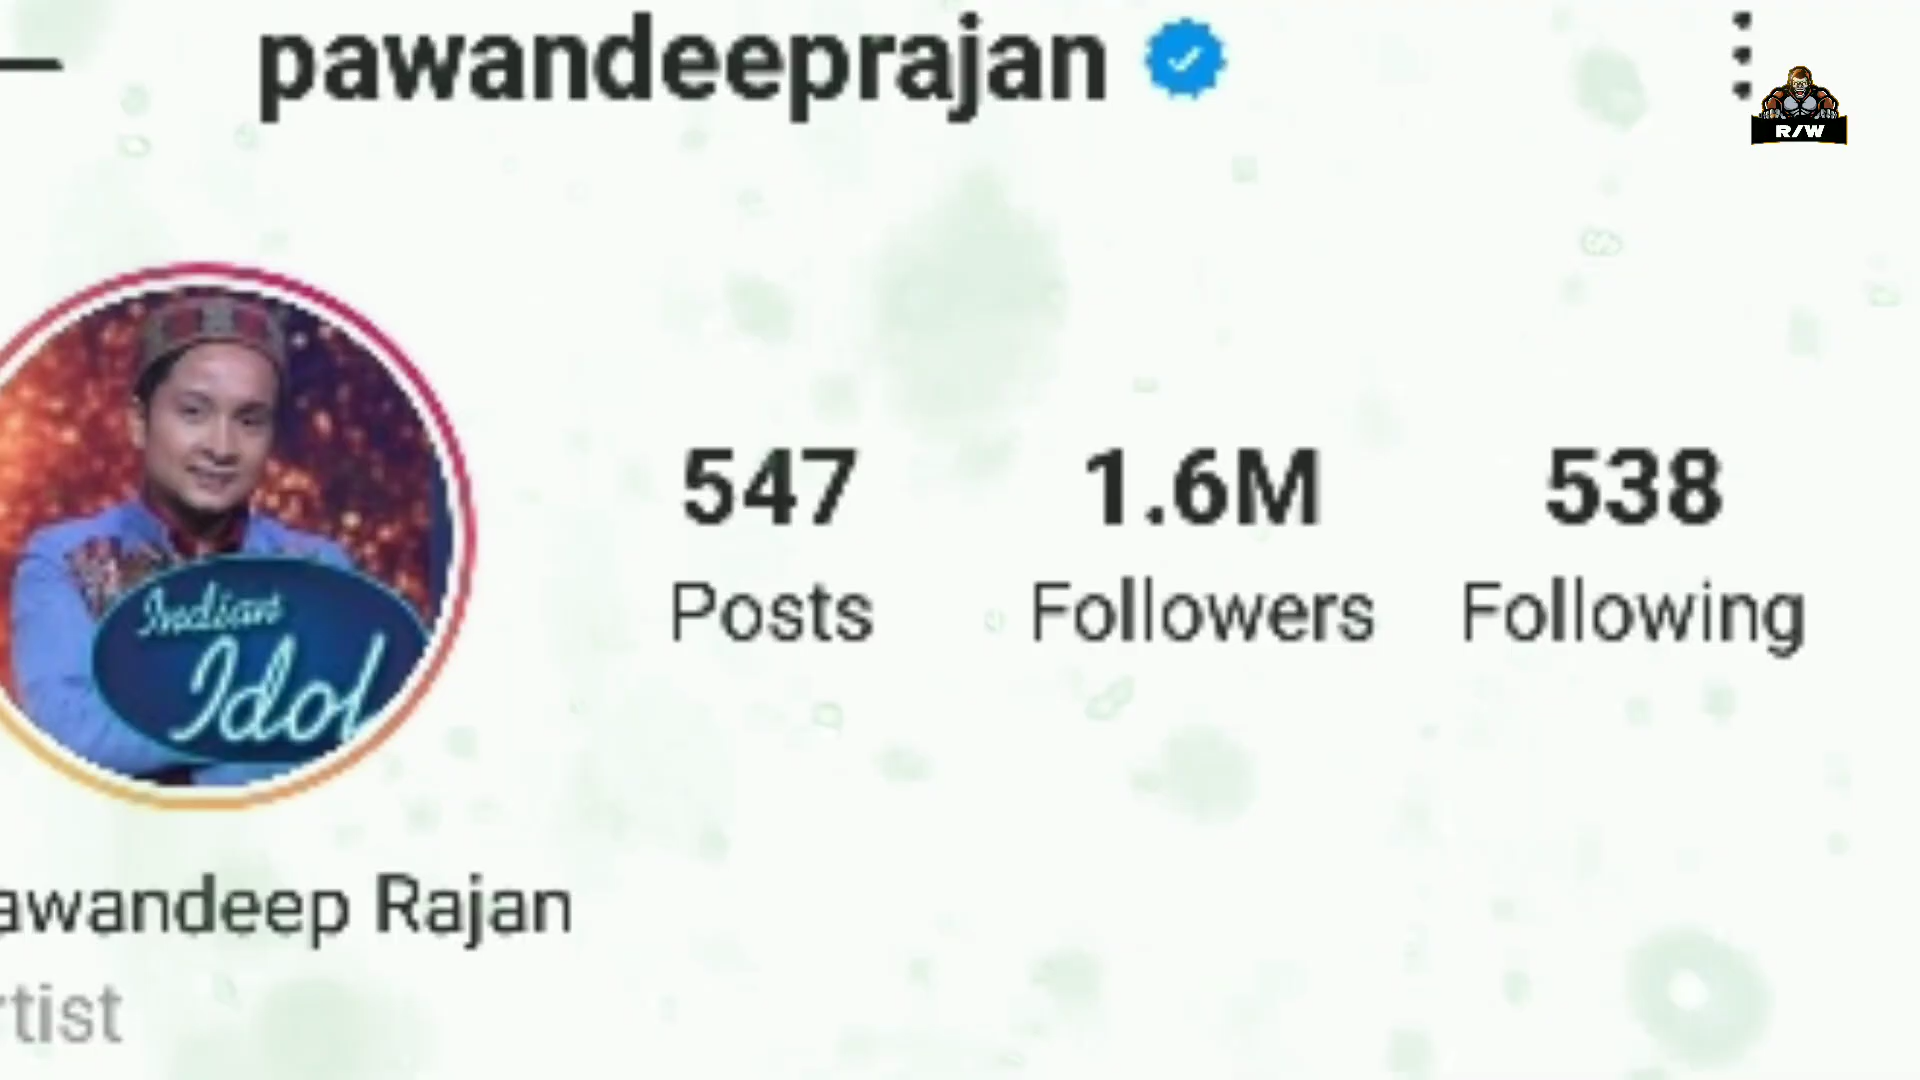 pawandeeprajan
R/W
547 1.6M 538
Posts Followers Following
Indian
Idol
awandeep Rajan
rtist